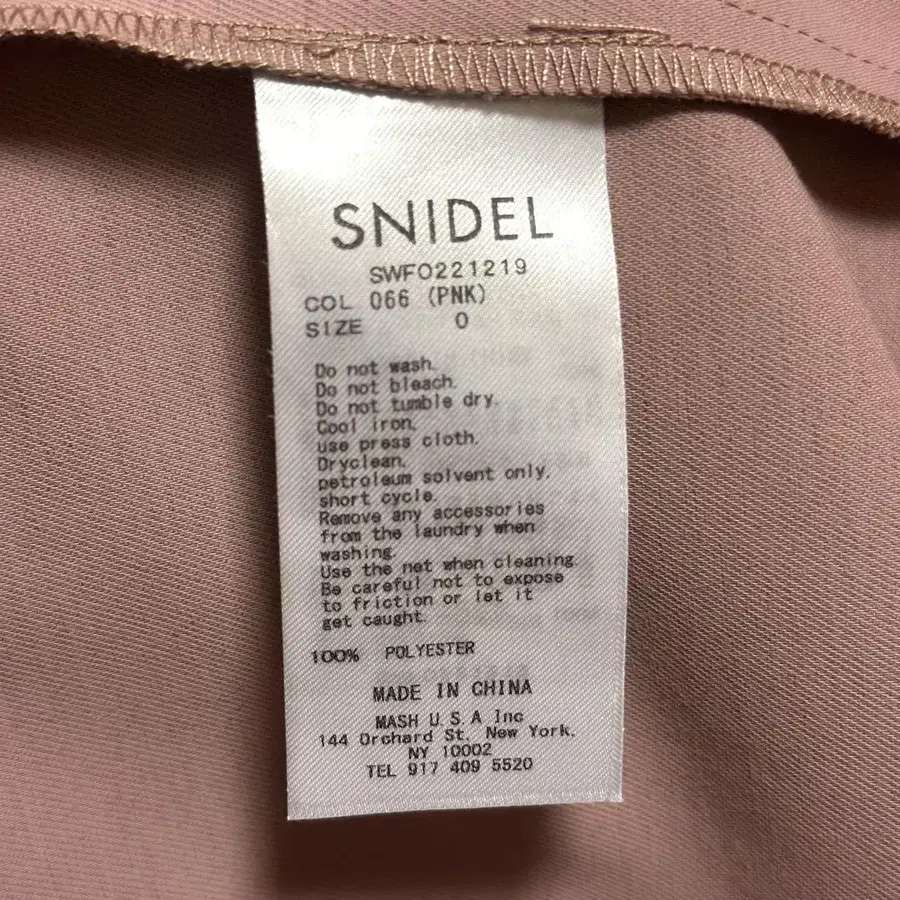 SNIDEL
SWFO221219
COL 066 (PNK)
SIZE 0
Do not wash.
Do not bleach.
Do not tumble dry.
Cool iron.
use press cloth.
Dryclean.
petroleum solvent only.
short cycle.
Remove any accessories
from the laundry when
washing.
Use the net when cleaning.
Be careful not to expose
to friction or let it
get caught.
100% POLYESTER
MADE IN CHINA
MASH U.S.A Inc
144 Orchard St. New York.
NY 10002
TEL 917 409 5520